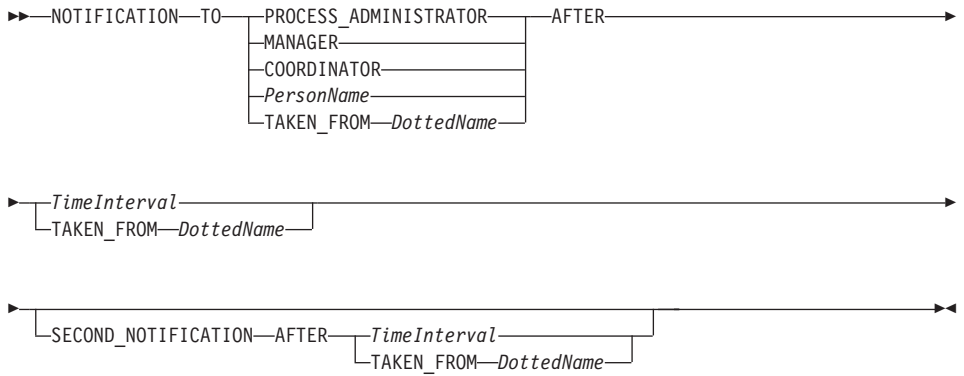 NOTIFICATION TO PROCESS_ADMINISTRATOR AFTER
MANAGER
COORDINATOR
PersonName
TAKEN_FROM DottedName
TimeInterval
TAKEN_FROM DottedName
SECOND_NOTIFICATION AFTER TimeInterval
TAKEN_FROM DottedName